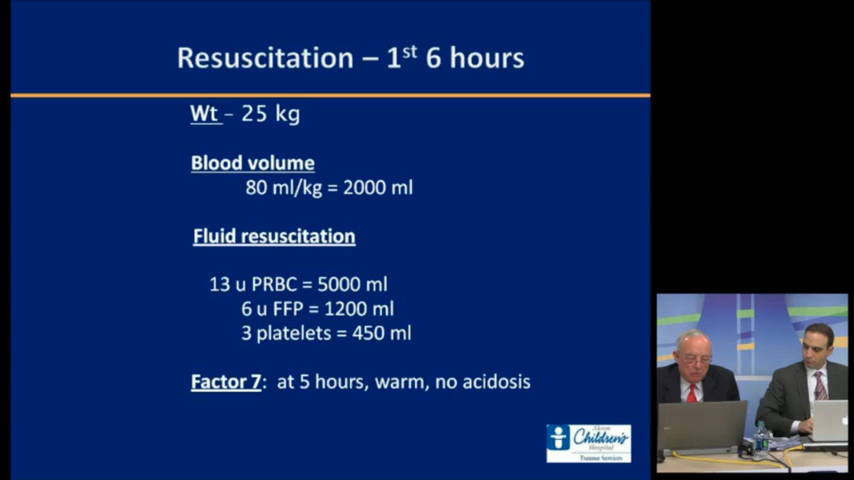 Resuscitation – 1st 6 hours
Wt – 25 kg
Blood volume
80 ml/kg = 2000 ml
Fluid resuscitation
13 u PRBC = 5000 ml
6 u FFP = 1200 ml
3 platelets = 450 ml
Factor 7: at 5 hours, warm, no acidosis
Akron
Children's
Hospital